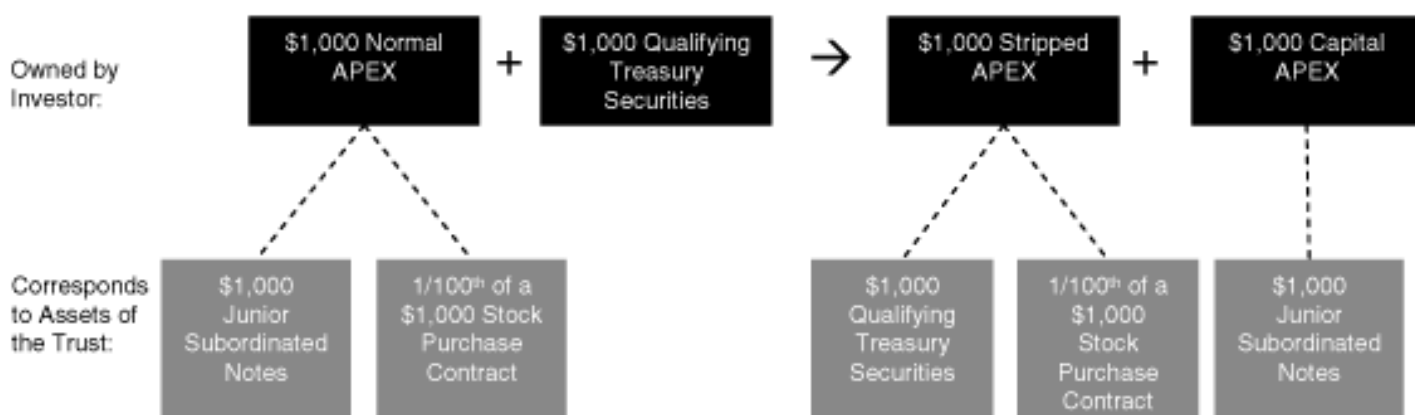 Owned by
Investor:
$1,000 Normal
APEX
+
$1,000 Qualifying
Treasury
Securities
→
$1,000 Stripped
APEX
+
$1,000 Capital
APEX
Corresponds
to Assets of
the Trust:
$1,000
Junior
Subordinated
Notes
1/100th of a
$1,000 Stock
Purchase
Contract
$1,000
Qualifying
Treasury
Securities
1/100th of a
$1,000
Stock
Purchase
Contract
$1,000
Junior
Subordinated
Notes